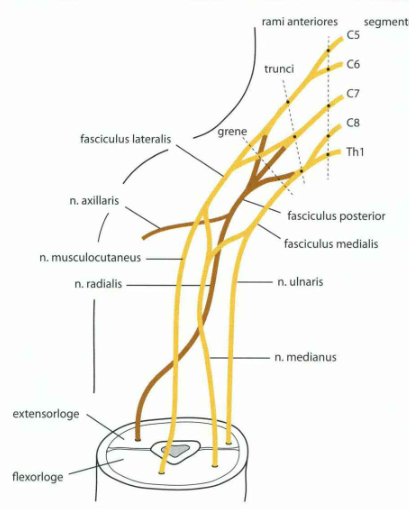 rami anteriores segment
C5
C6
trunci
C7
grene
C8
fasciculus lateralis
Th1
n. axillaris
fasciculus posterior
fasciculus medialis
n. musculocutaneus
n. radialis
n. ulnaris
n. medianus
extensorloge
flexorloge